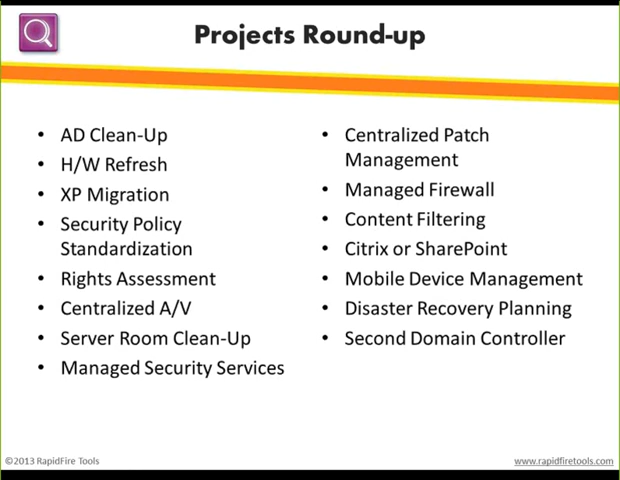 Projects Round-up
• AD Clean-Up
• H/W Refresh
• XP Migration
• Security Policy
Standardization
• Rights Assessment
• Centralized A/V
• Server Room Clean-Up
• Managed Security Services
• Centralized Patch
Management
• Managed Firewall
• Content Filtering
• Citrix or SharePoint
• Mobile Device Management
• Disaster Recovery Planning
• Second Domain Controller
©2013 RapidFire Tools
www.rapidfiretools.com